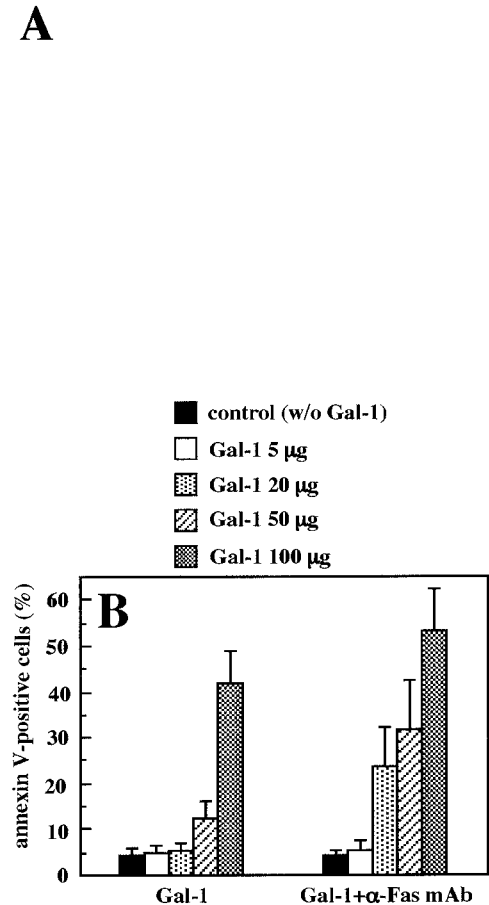 A
control (w/o Gal-1)
Gal-1 5 µg
Gal-1 20 µg
Gal-1 50 µg
Gal-1 100 µg
B
annexin V-positive cells (%)
60
50
40
30
20
10
0
Gal-1
Gal-1+α-Fas mAb